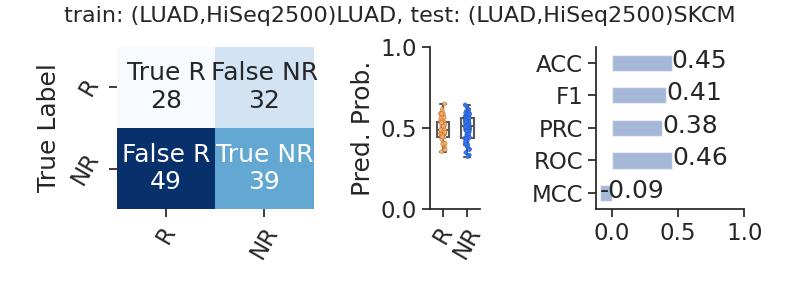 train: (LUAD,HiSeq2500)LUAD, test: (LUAD,HiSeq2500)SKCM
True Label
R
NR
True R
28
False NR
32
False R
49
True NR
39
R
NR
Pred. Prob.
1.0
0.5
0.0
R
NR
ACC
0.45
F1
0.41
PRC
0.38
ROC
0.46
MCC
-0.09
0.0
0.5
1.0